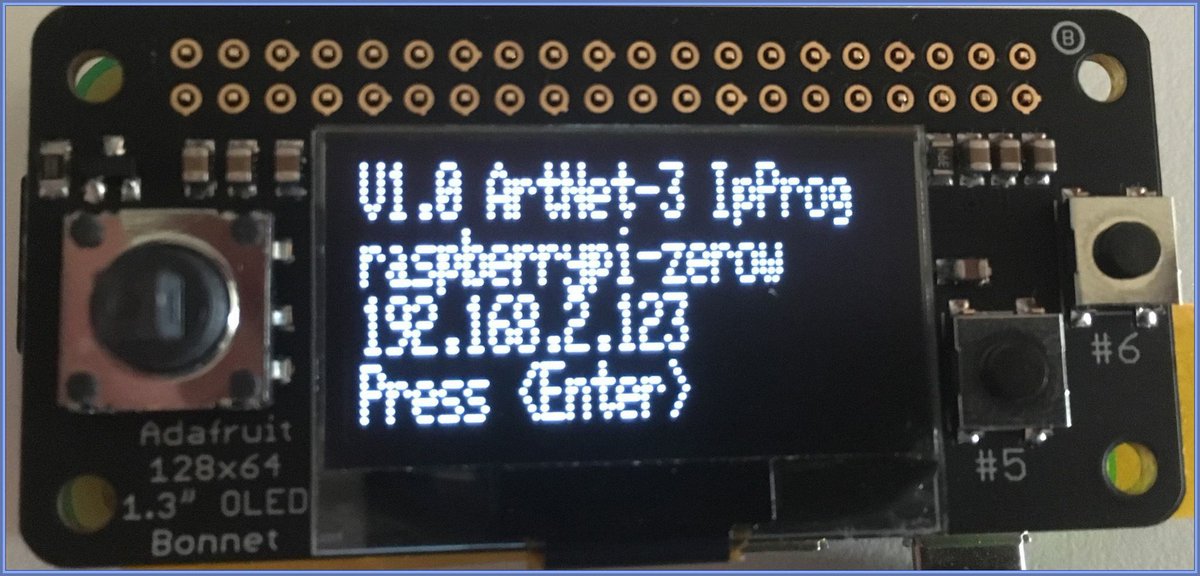 B
V1.0 ArtNet-3 IpProg
raspberrypi-zerow
192.168.2.123
Press <Enter>
#6
#5
Adafruit
128x64
1.3" OLED
Bonnet